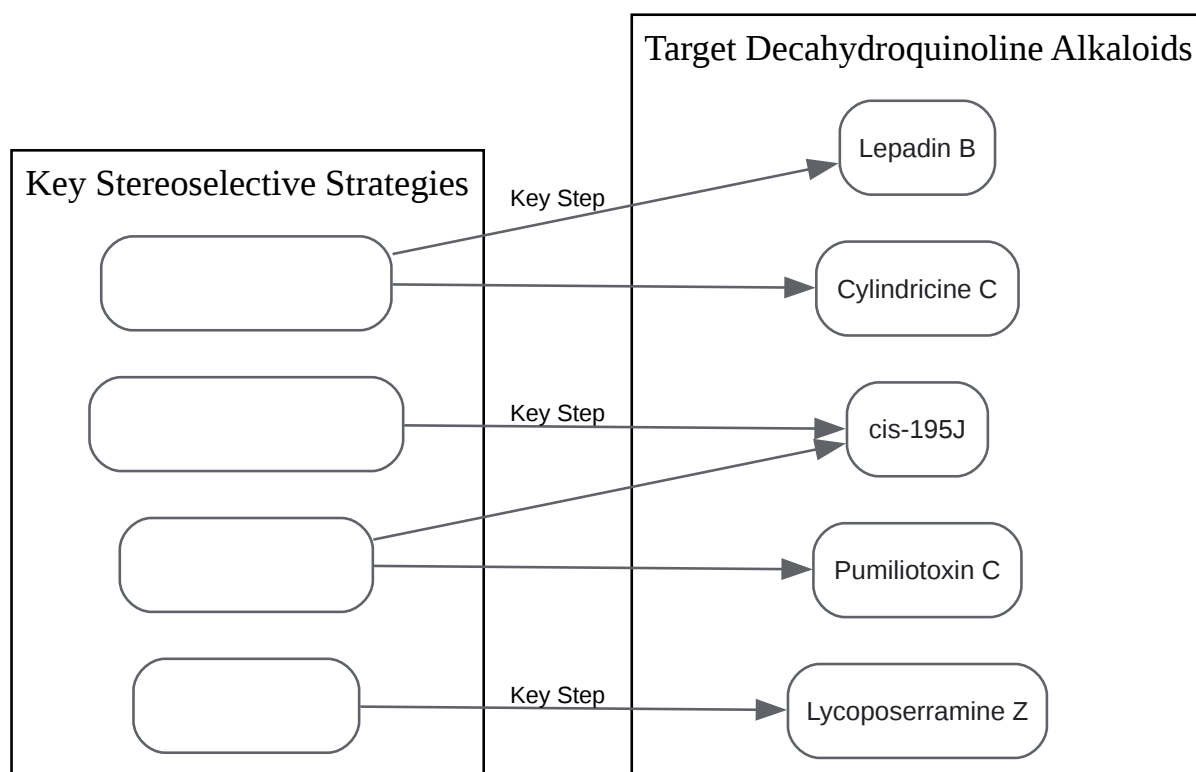 Target Decahydroquinoline Alkaloids
Lepadin B
Key Stereoselective Strategies
Key Step
Cylindricine C
Key Step
cis-195J
Pumiliotoxin C
Key Step
Lycoposerramine Z